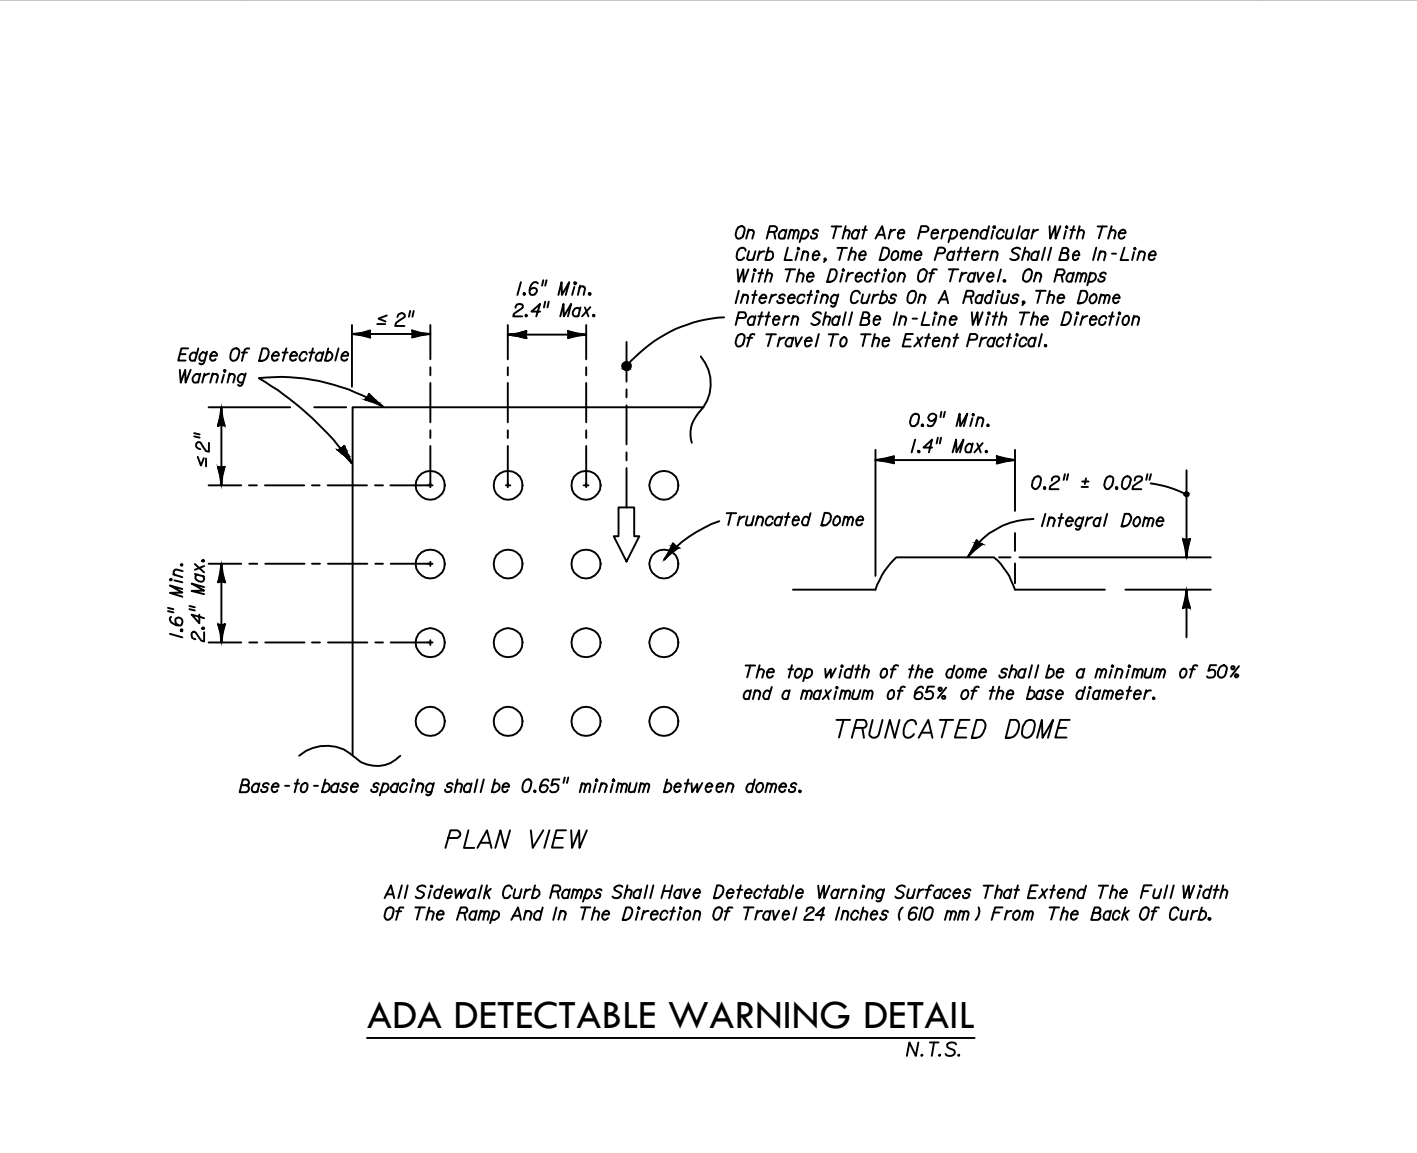 On Ramps That Are Perpendicular With The
Curb Line, The Dome Pattern Shall Be In-Line
With The Direction Of Travel. On Ramps
Intersecting Curbs On A Radius, The Dome
Pattern Shall Be In-Line With The Direction
Of Travel To The Extent Practical.
1.6" Min.
2.4" Max.
≤ 2"
Edge Of Detectable
Warning
≤ 2"
0.9" Min.
1.4" Max.
0.2" ± 0.02"
Integral Dome
Truncated Dome
1.6" Min.
2.4" Max.
The top width of the dome shall be a minimum of 50%
and a maximum of 65% of the base diameter.
TRUNCATED DOME
Base-to-base spacing shall be 0.65" minimum between domes.
PLAN VIEW
All Sidewalk Curb Ramps Shall Have Detectable Warning Surfaces That Extend The Full Width
Of The Ramp And In The Direction Of Travel 24 Inches (610 mm) From The Back Of Curb.
ADA DETECTABLE WARNING DETAIL
N.T.S.